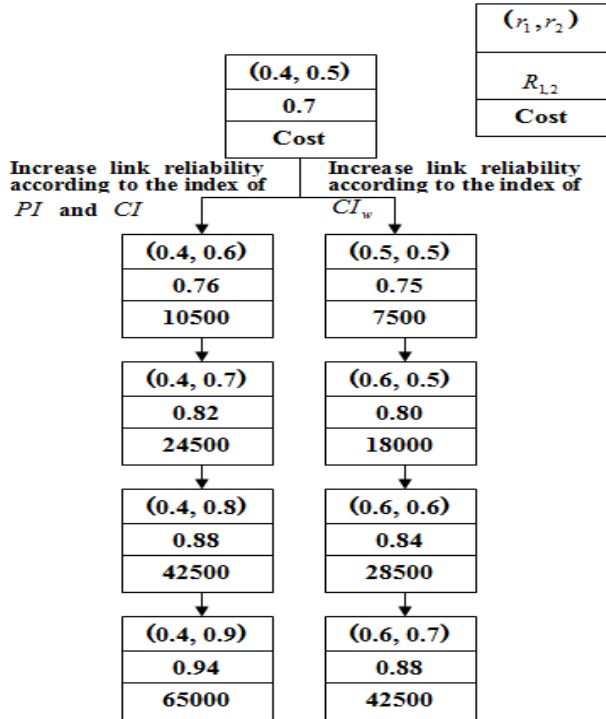 (r₁, r₂)
R₁,₂
Cost
(0.4, 0.5)
0.7
Cost
Increase link reliability
according to the index of
PI and CI
Increase link reliability
according to the index of
CI_w
(0.4, 0.6)
0.76
10500
(0.4, 0.7)
0.82
24500
(0.4, 0.8)
0.88
42500
(0.4, 0.9)
0.94
65000
(0.5, 0.5)
0.75
7500
(0.6, 0.5)
0.80
18000
(0.6, 0.6)
0.84
28500
(0.6, 0.7)
0.88
42500